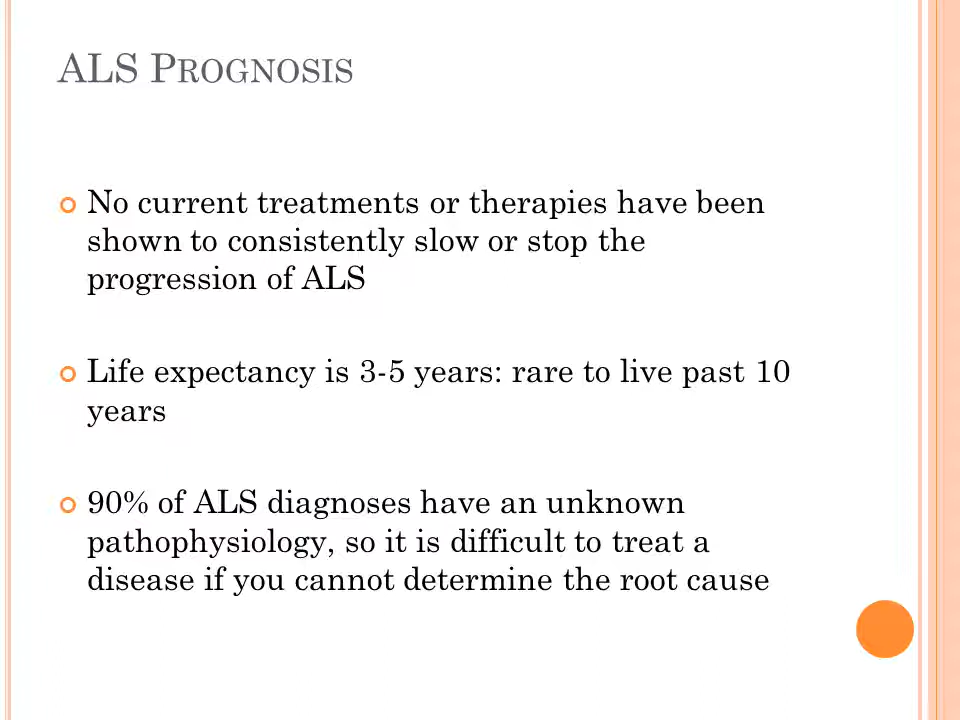 ALS PROGNOSIS
No current treatments or therapies have been
shown to consistently slow or stop the
progression of ALS
Life expectancy is 3-5 years: rare to live past 10
years
90% of ALS diagnoses have an unknown
pathophysiology, so it is difficult to treat a
disease if you cannot determine the root cause